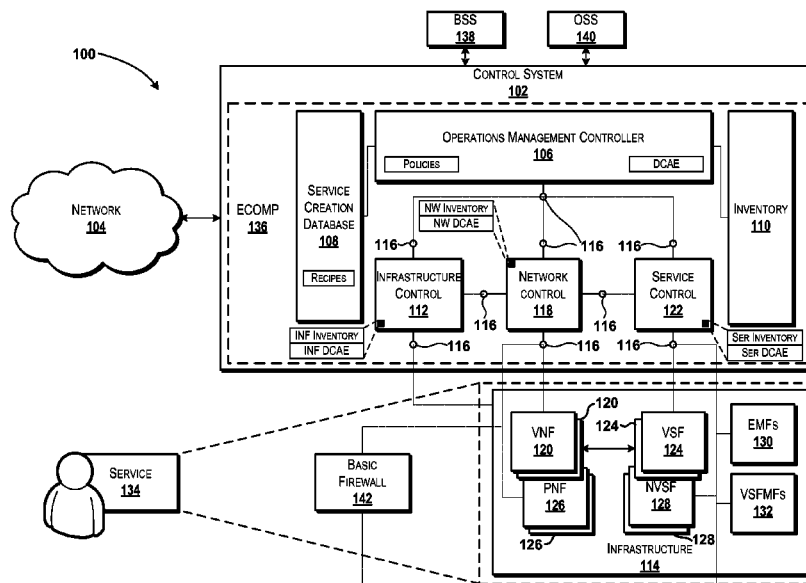 BSS
138
OSS
140
100
CONTROL SYSTEM
102
OPERATIONS MANAGEMENT CONTROLLER
106
POLICIES
DCAE
SERVICE
CREATION
DATABASE
108
RECIPES
ECOMP
136
NETWORK
104
INVENTORY
110
NW INVENTORY
NW DCAE
116
116
116
116
INFRASTRUCTURE
CONTROL
112
NETWORK
CONTROL
118
SERVICE
CONTROL
122
116
116
INF INVENTORY
INF DCAE
SER INVENTORY
SER DCAE
116
116
116
120
VNF
120
124
VSF
124
EMFS
130
SERVICE
134
BASIC
FIREWALL
142
PNF
126
126
NVSF
128
128
VSFMFS
132
INFRASTRUCTURE
114